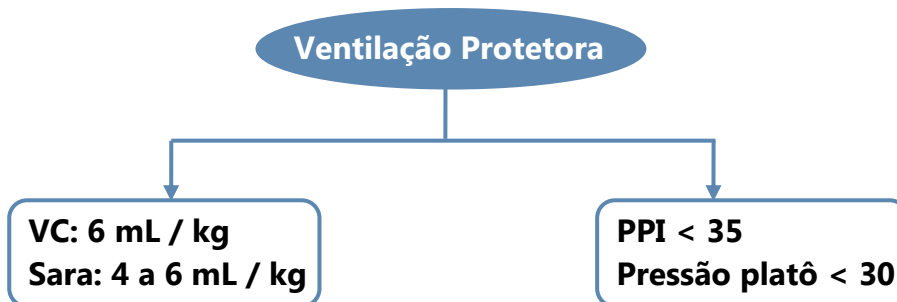 Ventilação Protetora
VC: 6 mL / kg
Sara: 4 a 6 mL / kg
PPI < 35
Pressão platô < 30